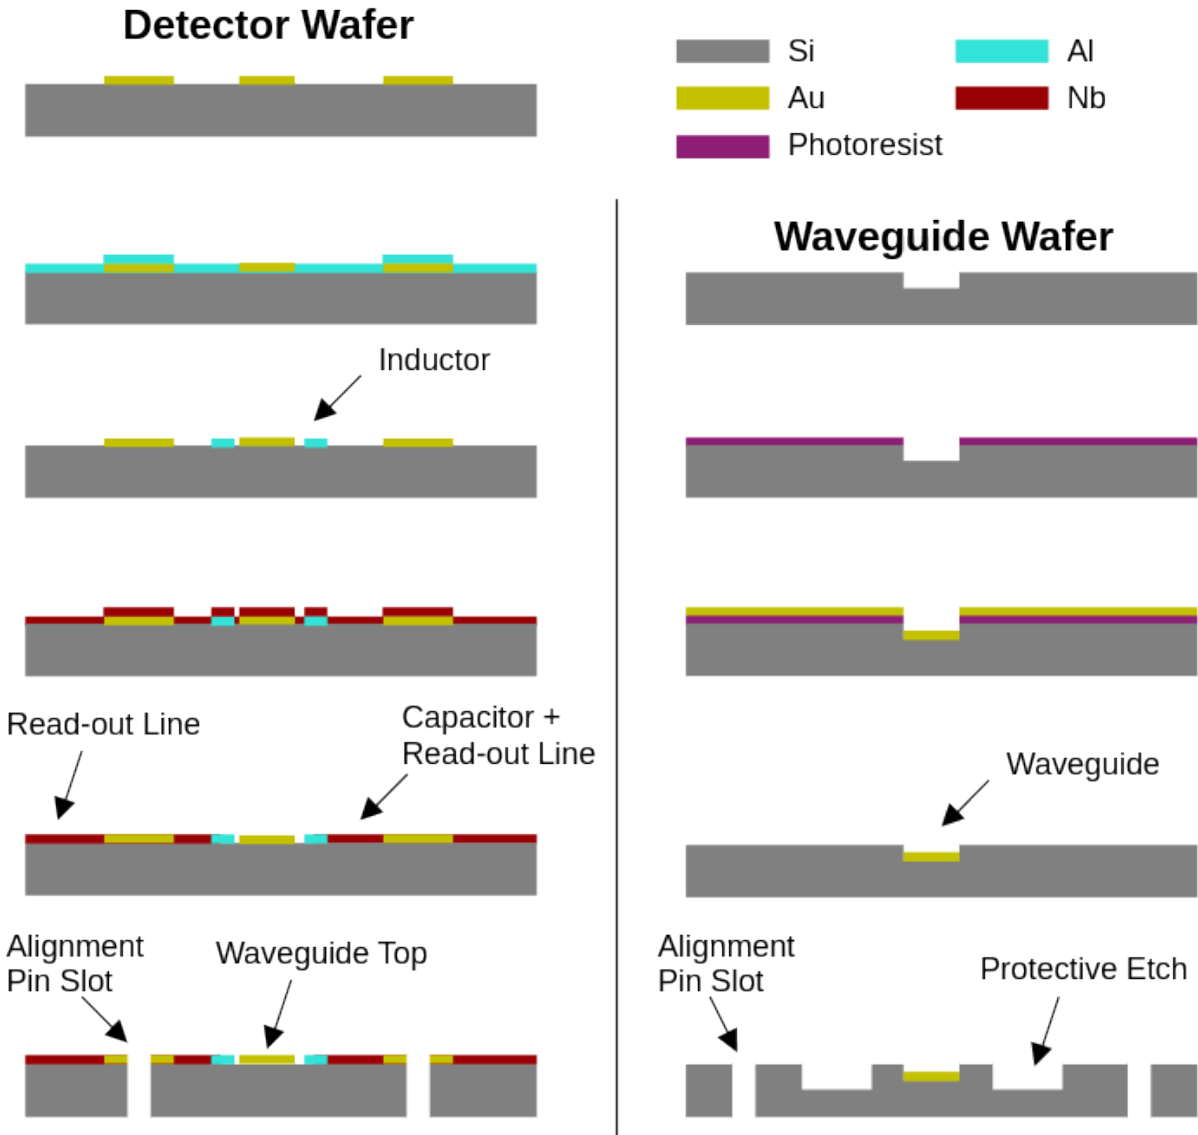 Detector Wafer
Si
Al
Au
Nb
Photoresist
Waveguide Wafer
Inductor
Read-out Line
Capacitor +
Read-out Line
Waveguide
Alignment
Pin Slot
Waveguide Top
Alignment
Pin Slot
Protective Etch